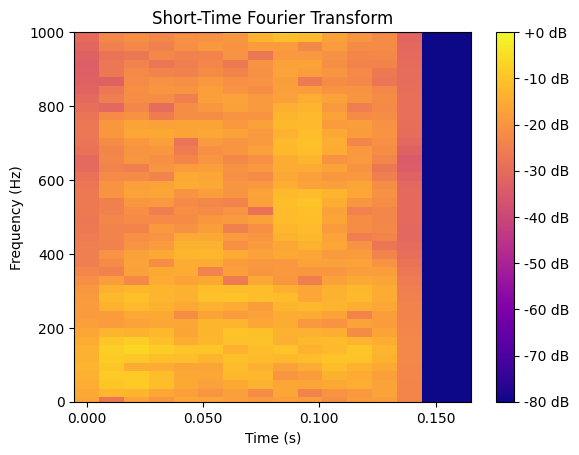 Short-Time Fourier Transform
1000
800
600
400
200
0
Frequency (Hz)
0.000
0.050
0.100
0.150
Time (s)
+0 dB
-10 dB
-20 dB
-30 dB
-40 dB
-50 dB
-60 dB
-70 dB
-80 dB